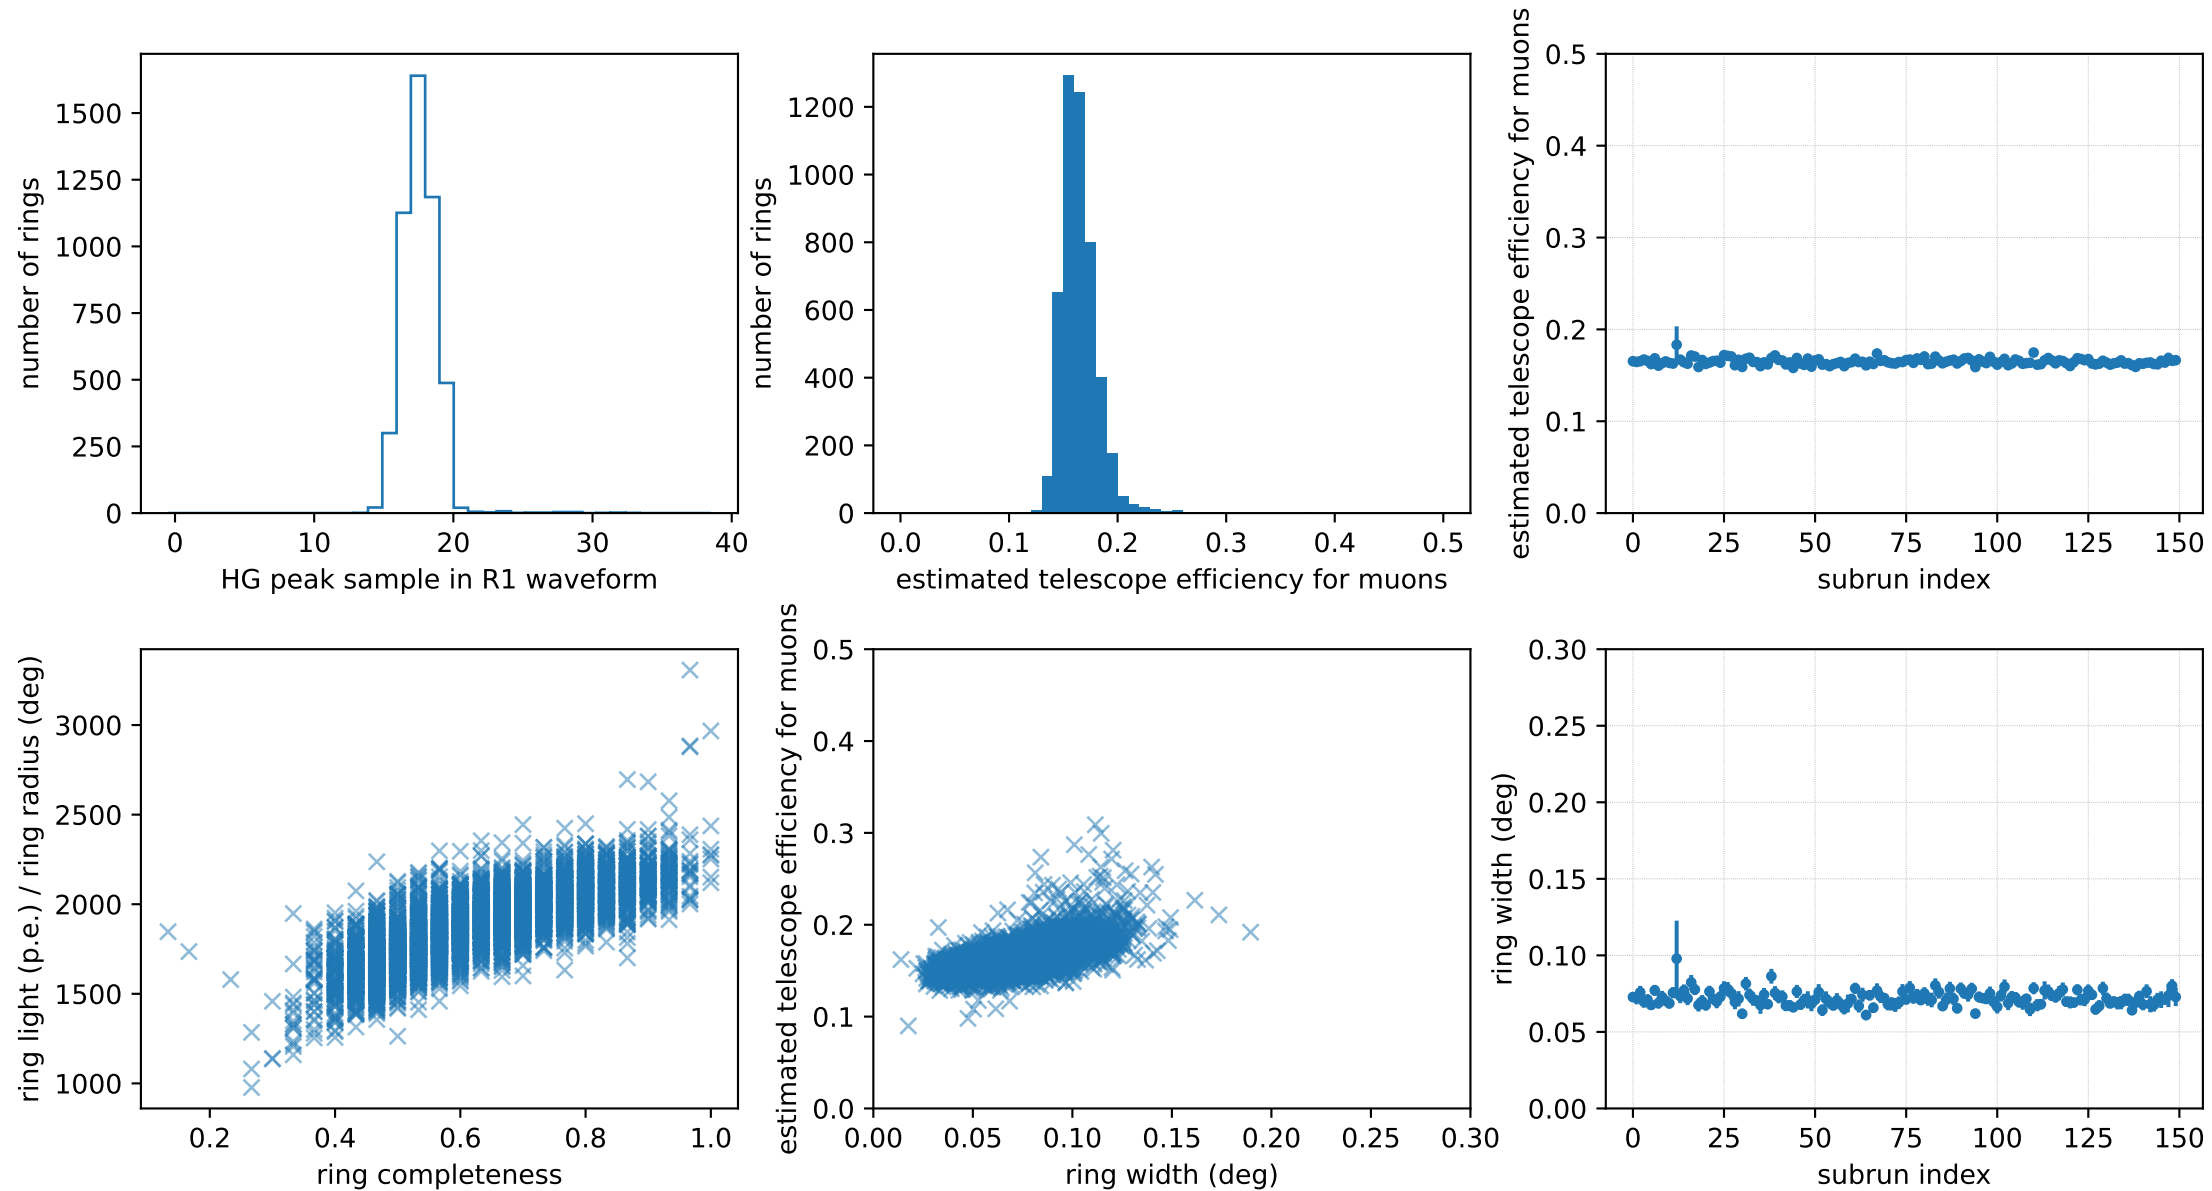 number of rings
1500
1250
1000
750
500
250
0
0 10 20 30 40
HG peak sample in R1 waveform
number of rings
1200
1000
800
600
400
200
0
0.0 0.1 0.2 0.3 0.4 0.5
estimated telescope efficiency for muons
estimated telescope efficiency for muons
0.5
0.4
0.3
0.2
0.1
0.0
0 25 50 75 100 125 150
subrun index
ring light (p.e.) / ring radius (deg)
3000
2500
2000
1500
1000
0.2 0.4 0.6 0.8 1.0
ring completeness
estimated telescope efficiency for muons
0.5
0.4
0.3
0.2
0.1
0.0
0.00 0.05 0.10 0.15 0.20 0.25 0.30
ring width (deg)
ring width (deg)
0.30
0.25
0.20
0.15
0.10
0.05
0.00
0 25 50 75 100 125 150
subrun index